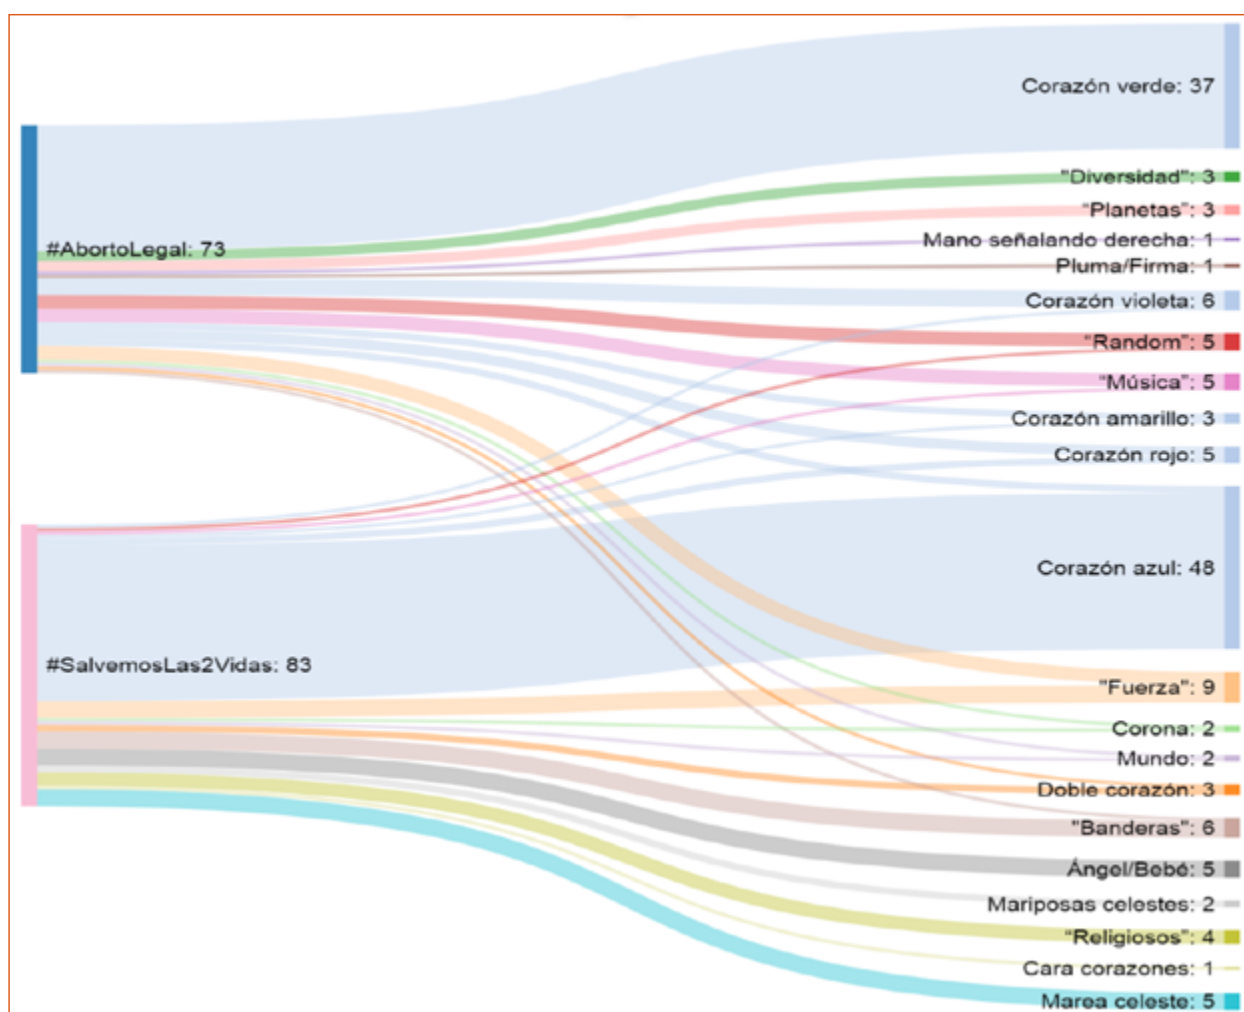 Corazón verde: 37
"Diversidad": 3
“Planetas”: 3
Mano señalando derecha: 1
Pluma/Firma: 1
Corazón violeta: 6
“Random”: 5
“Música”: 5
Corazón amarillo: 3
Corazón rojo: 5
Corazón azul: 48
"Fuerza": 9
Corona: 2
Mundo: 2
Doble corazón: 3
"Banderas": 6
Ángel/Bebé: 5
Mariposas celestes: 2
“Religiosos”: 4
Cara corazones: 1
Marea celeste: 5
#AbortoLegal: 73
#SalvemosLas2Vidas: 83